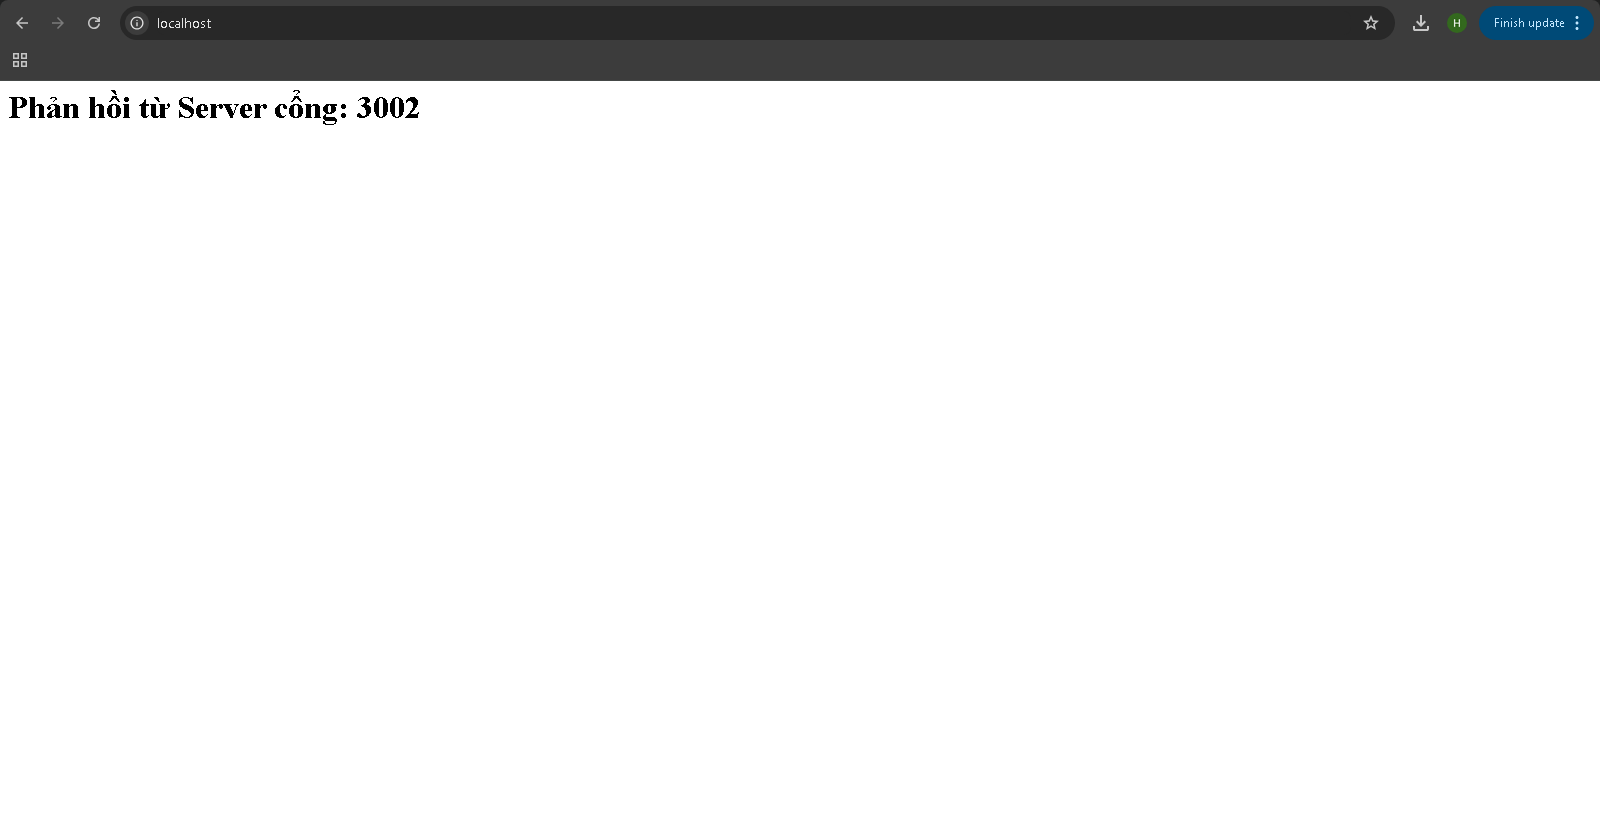 localhost
H
Finish update
Phản hồi từ Server cổng: 3002